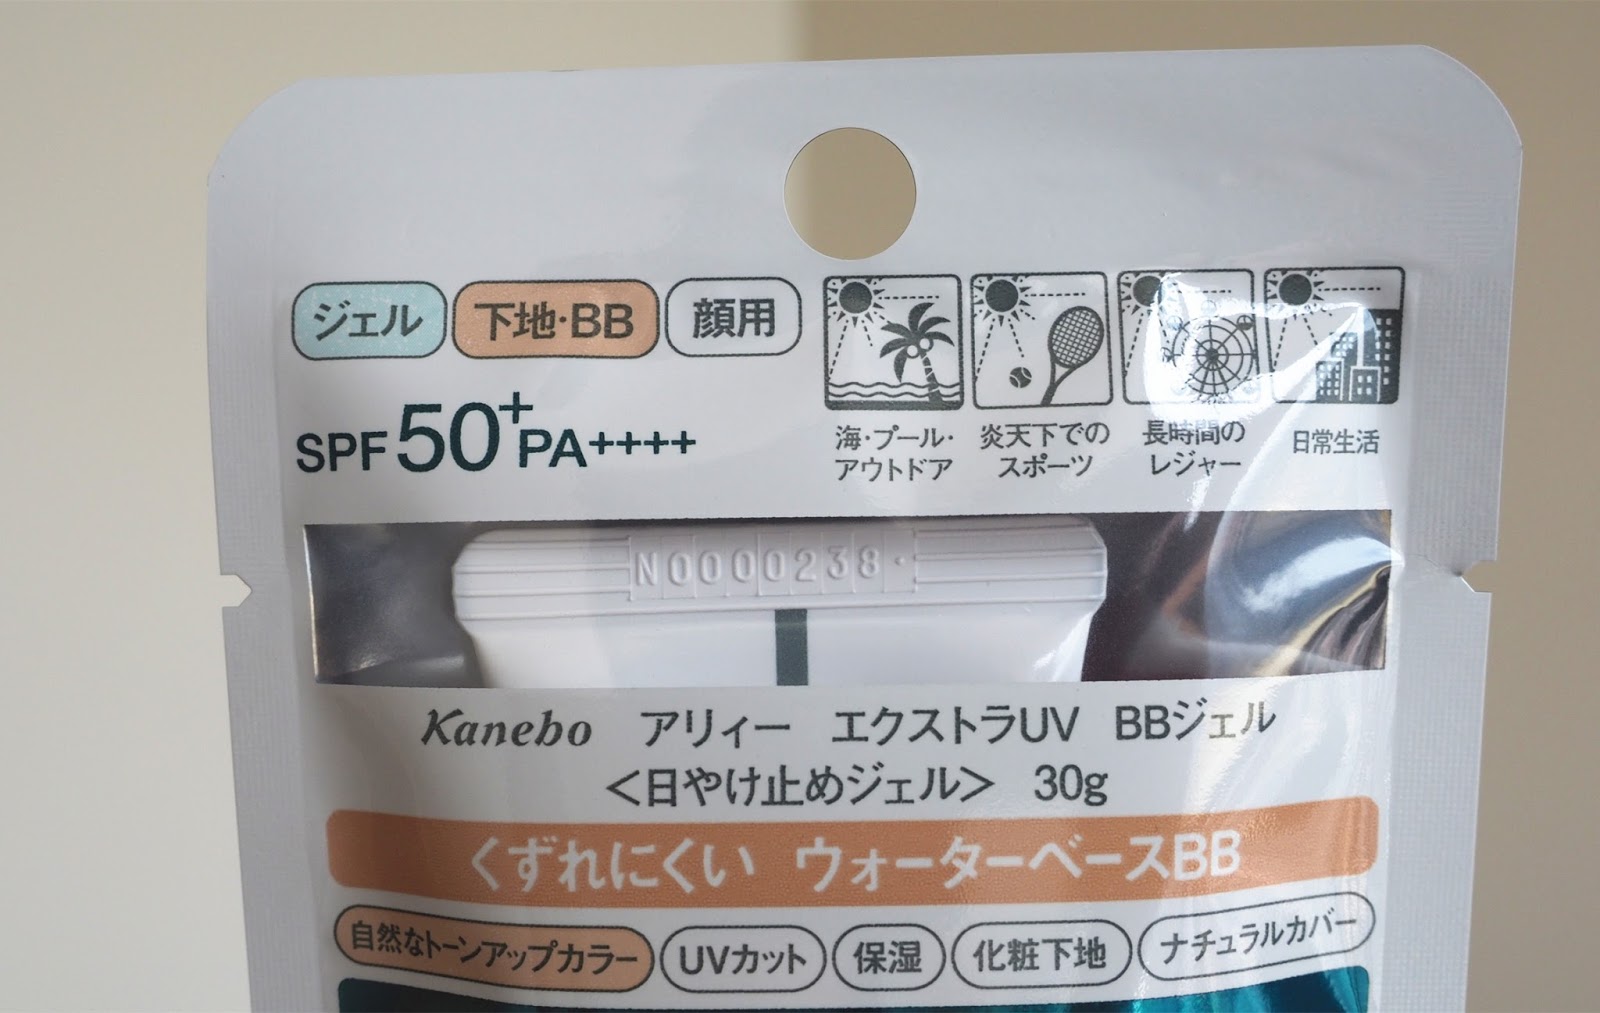 ジェル 下地・BB 顔用
SPF50+ PA++++
海・プール・
アウトドア
炎天下での
スポーツ
長時間の
レジャー
日常生活
N0000238・
Kanebo アリィー エクストラUV BBジェル
＜日やけ止めジェル＞ 30g
くずれにくい ウォーターベースBB
自然なトーンアップカラー UVカット 保湿 化粧下地 ナチュラルカバー